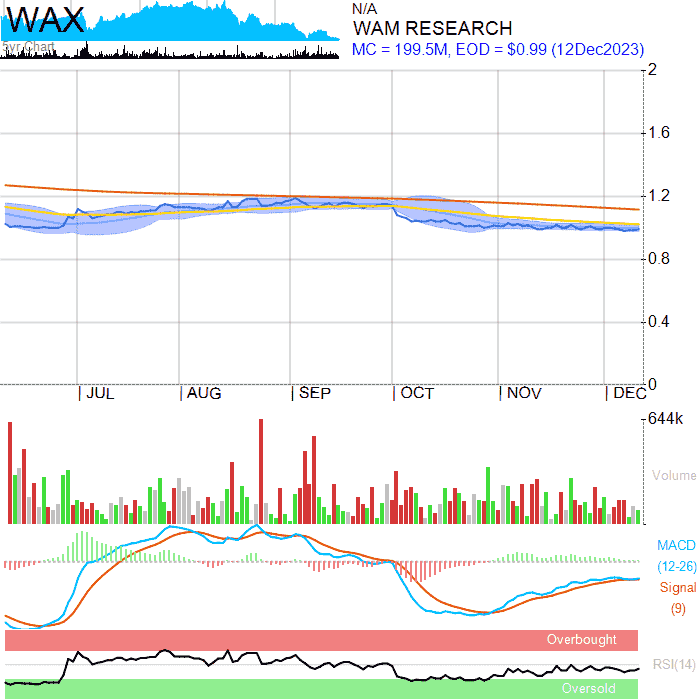 WAX
5yr Chart
N/A
WAM RESEARCH
MC = 199.5M, EOD = $0.99 (12Dec2023)
2
1.6
1.2
0.8
0.4
0
| JUL | AUG | SEP | OCT | NOV | DEC
644k
Volume
MACD
(12-26)
Signal
(9)
Overbought
RSI(14)
Oversold